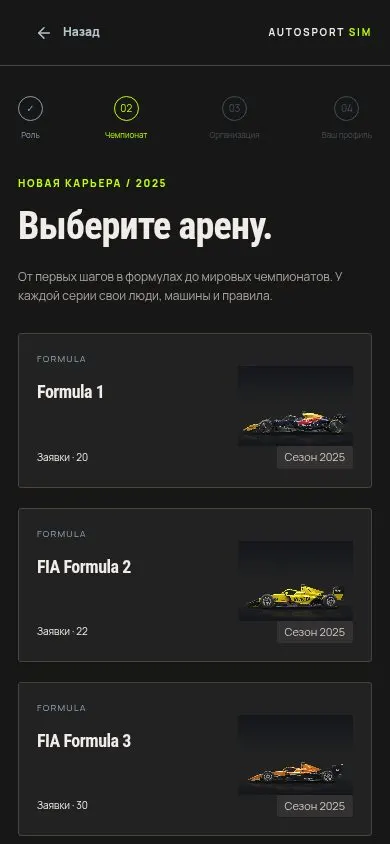 Назад
AUTOSPORT SIM
✓ 02 03 04
Роль Чемпионат Организация Ваш профиль
НОВАЯ КАРЬЕРА / 2025
Выберите арену.
От первых шагов в формулах до мировых чемпионатов. У
каждой серии свои люди, машины и правила.
FORMULA
Formula 1
Заявки · 20
Сезон 2025
FORMULA
FIA Formula 2
Заявки · 22
Сезон 2025
FORMULA
FIA Formula 3
Заявки · 30
Сезон 2025